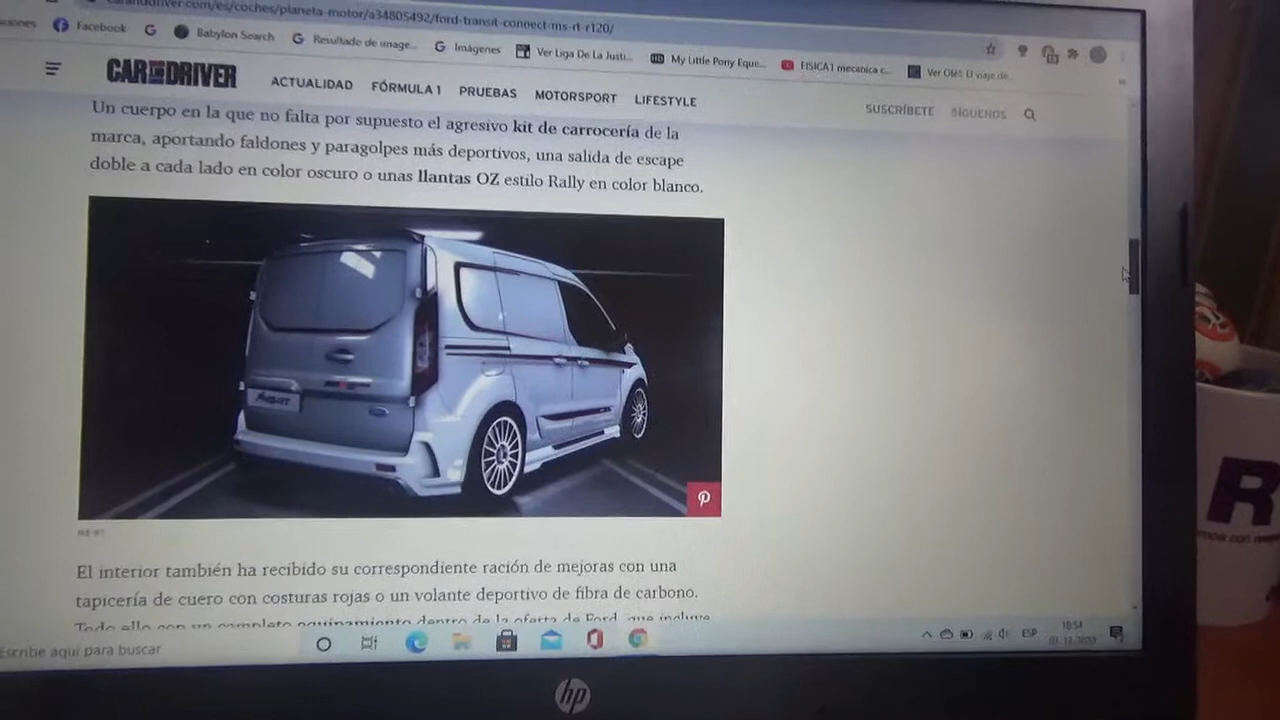 caranddriver.com/es/coches/planeta-motor/a34805492/ford-transit-connect-ms-rt-r120/
Facebook
Babylon Search
Resultado de image...
Imágenes
Ver Liga De La Justi...
My Little Pony Eque...
FISICA1 mecanica c...
Ver
CAR AND DRIVER
ACTUALIDAD
FÓRMULA 1
PRUEBAS
MOTORSPORT
LIFESTYLE
SUSCRÍBETE
SÍGUENOS
Un cuerpo en la que no falta por supuesto el agresivo kit de carrocería de la
marca, aportando faldones y paragolpes más deportivos, una salida de escape
doble a cada lado en color oscuro o unas llantas OZ estilo Rally en color blanco.
MS-RT
El interior también ha recibido su correspondiente ración de mejoras con una
tapicería de cuero con costuras rojas o un volante deportivo de fibra de carbono.
Todo ello con un completo equipamiento dentro de la oferta de Ford, que incluye
Escribe aquí para buscar
ESP
18:54
hp
R